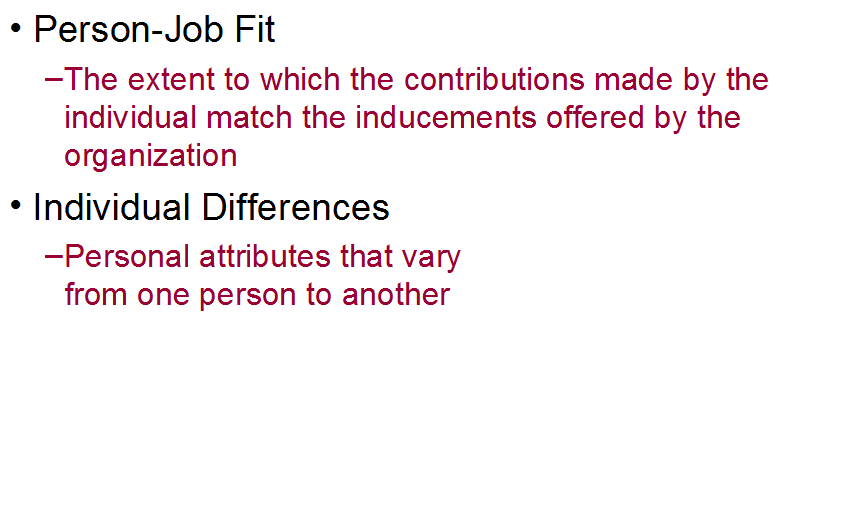 • Person-Job Fit
–The extent to which the contributions made by the
individual match the inducements offered by the
organization
• Individual Differences
–Personal attributes that vary
from one person to another